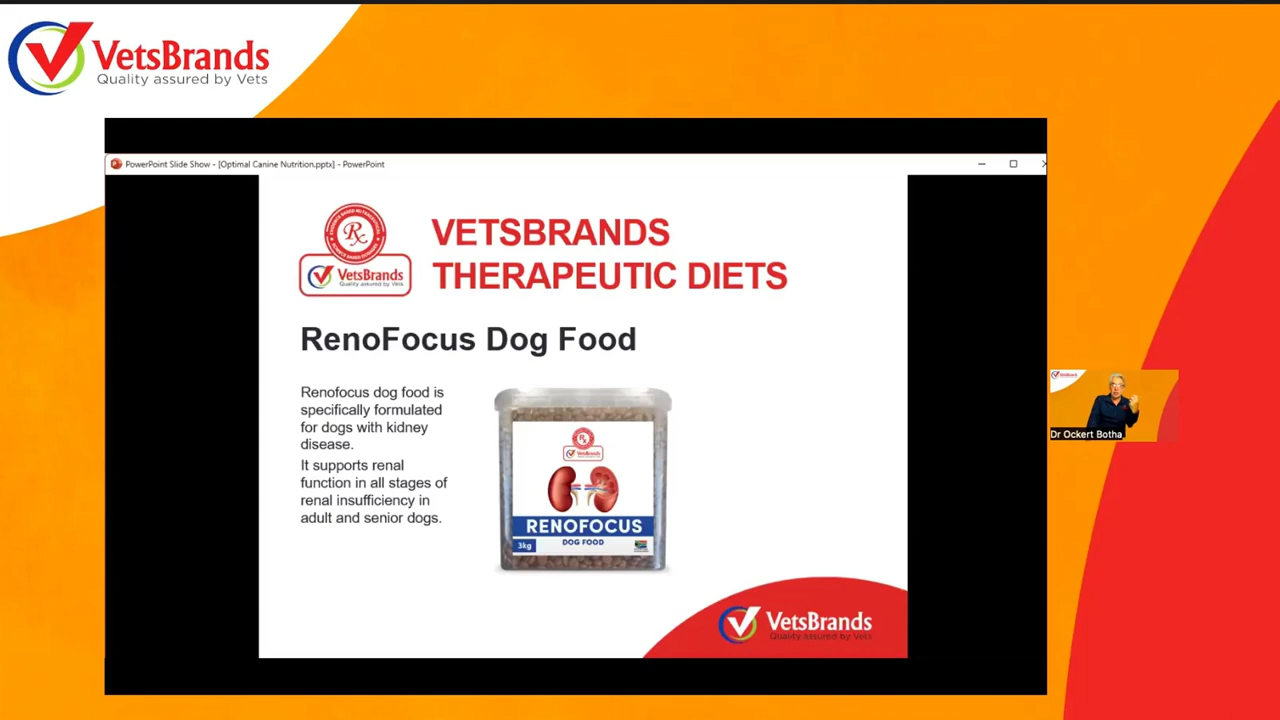 VetsBrands
Quality assured by Vets
PowerPoint Slide Show - [Optimal Canine Nutrition.pptx] - PowerPoint
Rx
VetsBrands
Quality assured by Vets
VETSBRANDS
THERAPEUTIC DIETS
RenoFocus Dog Food
Renofocus dog food is
specifically formulated
for dogs with kidney
disease.
It supports renal
function in all stages of
renal insufficiency in
adult and senior dogs.
Rx
VetsBrands
RENOFOCUS
3kg
DOG FOOD
VetsBrands
Dr Ockert Botha
VetsBrands
Quality assured by Vets